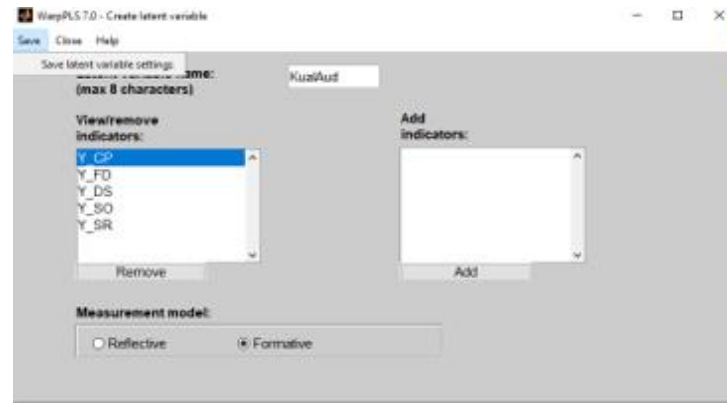 WarpPLS 7.0 - Create latent variable
Save Close Help
Save latent variable settings
(max 8 characters)
KualAud
View/remove
indicators:
Add
indicators:
Y_CP
Y_FD
Y_DS
Y_SO
Y_SR
Remove
Add
Measurement model:
Reflective Formative